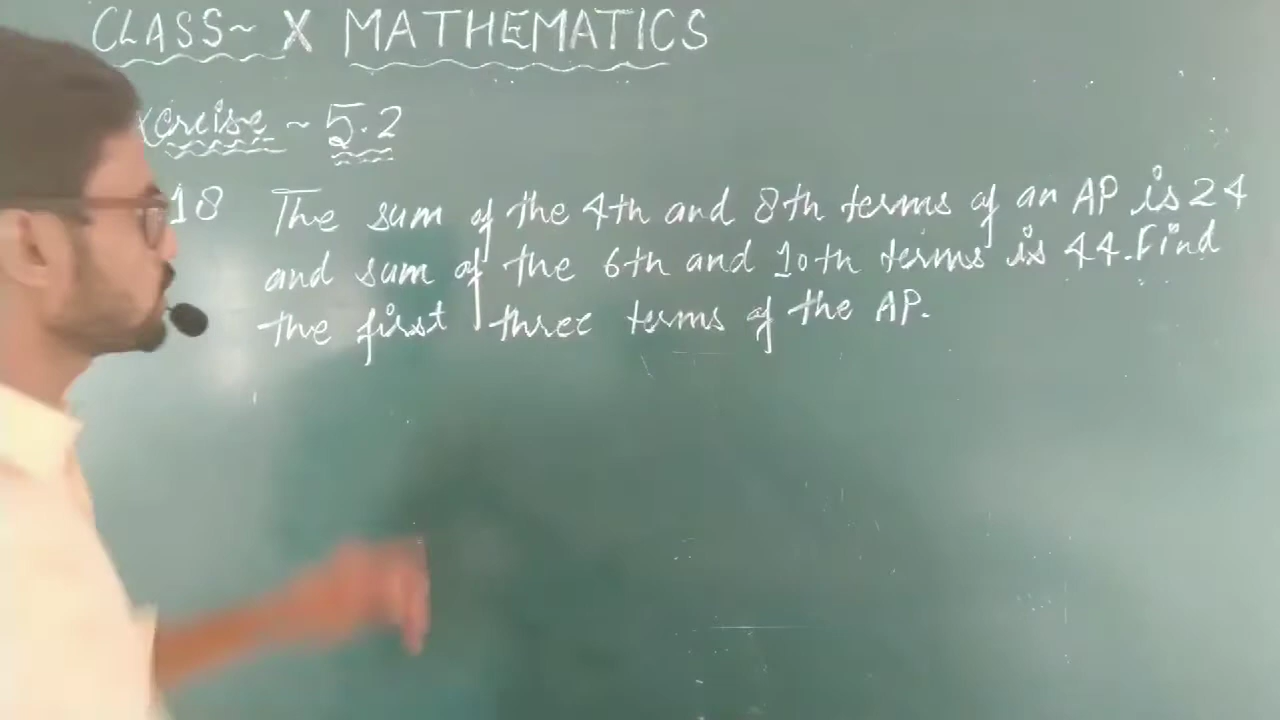 CLASS~ X MATHEMATICS
xercise ~ 5.2
18 The sum of the 4th and 8th terms of an AP is 24
and sum of the 6th and 10th terms is 44. Find
the first three terms of the AP.